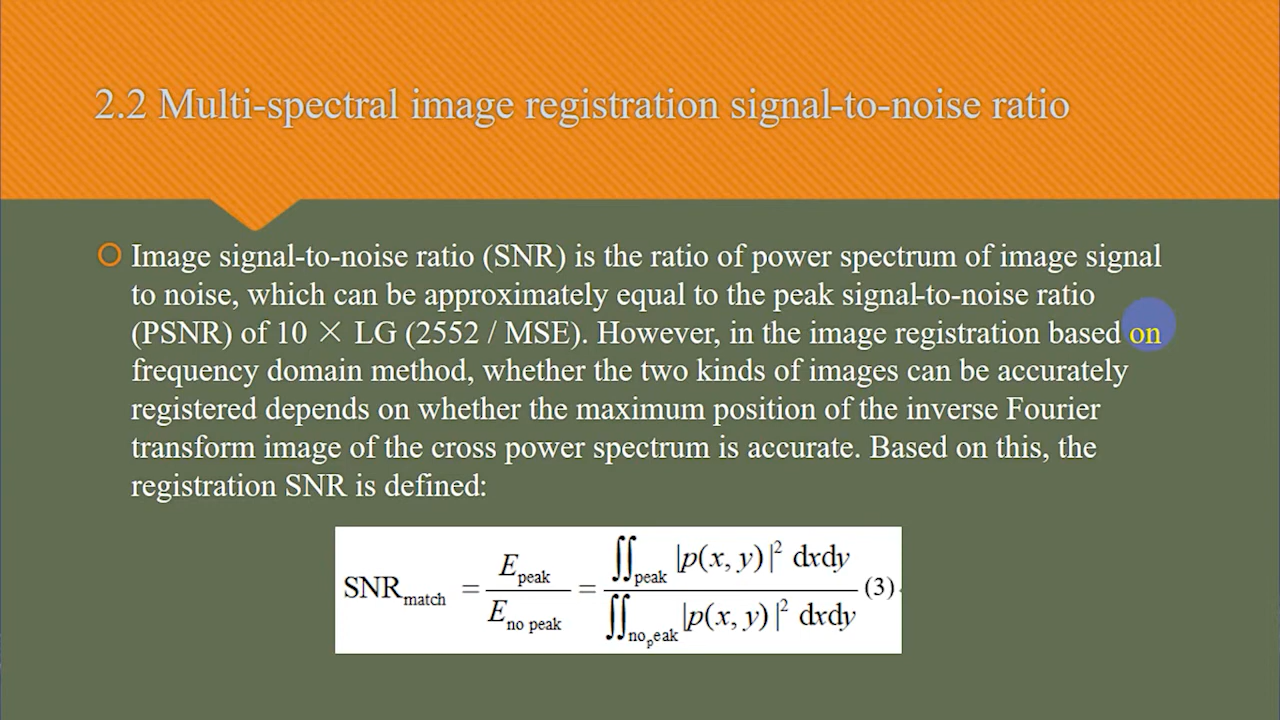 2.2 Multi-spectral image registration signal-to-noise ratio
Image signal-to-noise ratio (SNR) is the ratio of power spectrum of image signal
to noise, which can be approximately equal to the peak signal-to-noise ratio
(PSNR) of 10 × LG (2552 / MSE). However, in the image registration based on
frequency domain method, whether the two kinds of images can be accurately
registered depends on whether the maximum position of the inverse Fourier
transform image of the cross power spectrum is accurate. Based on this, the
registration SNR is defined:
SNR_match = E_peak / E_no peak = ∬_peak |p(x, y)|² dxdy / ∬_no_peak |p(x, y)|² dxdy (3)